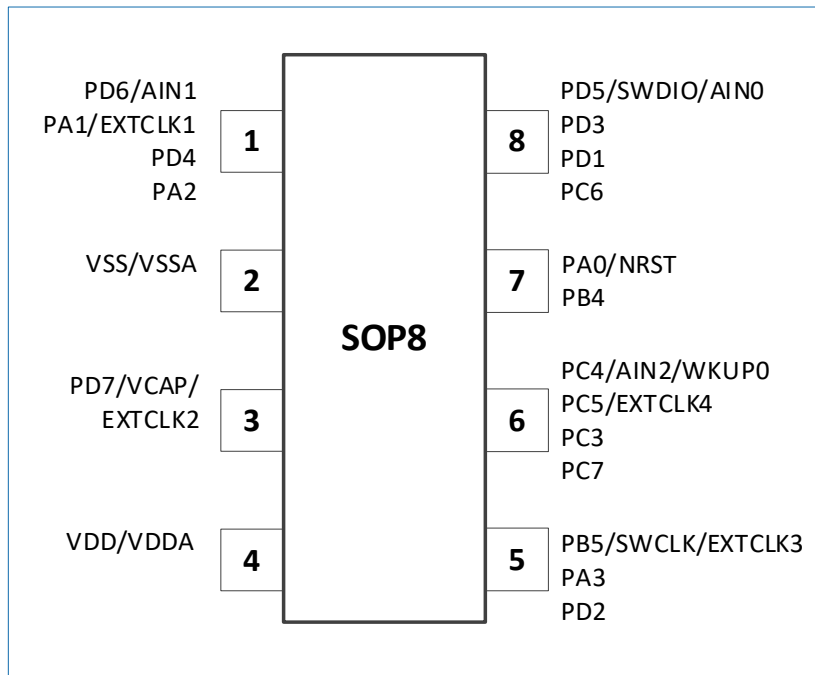 PD6/AIN1
PA1/EXTCLK1
PD4
PA2
1
VSS/VSSA
2
PD7/VCAP/
EXTCLK2
3
VDD/VDDA
4
SOP8
8
PD5/SWDIO/AIN0
PD3
PD1
PC6
7
PA0/NRST
PB4
6
PC4/AIN2/WKUP0
PC5/EXTCLK4
PC3
PC7
5
PB5/SWCLK/EXTCLK3
PA3
PD2